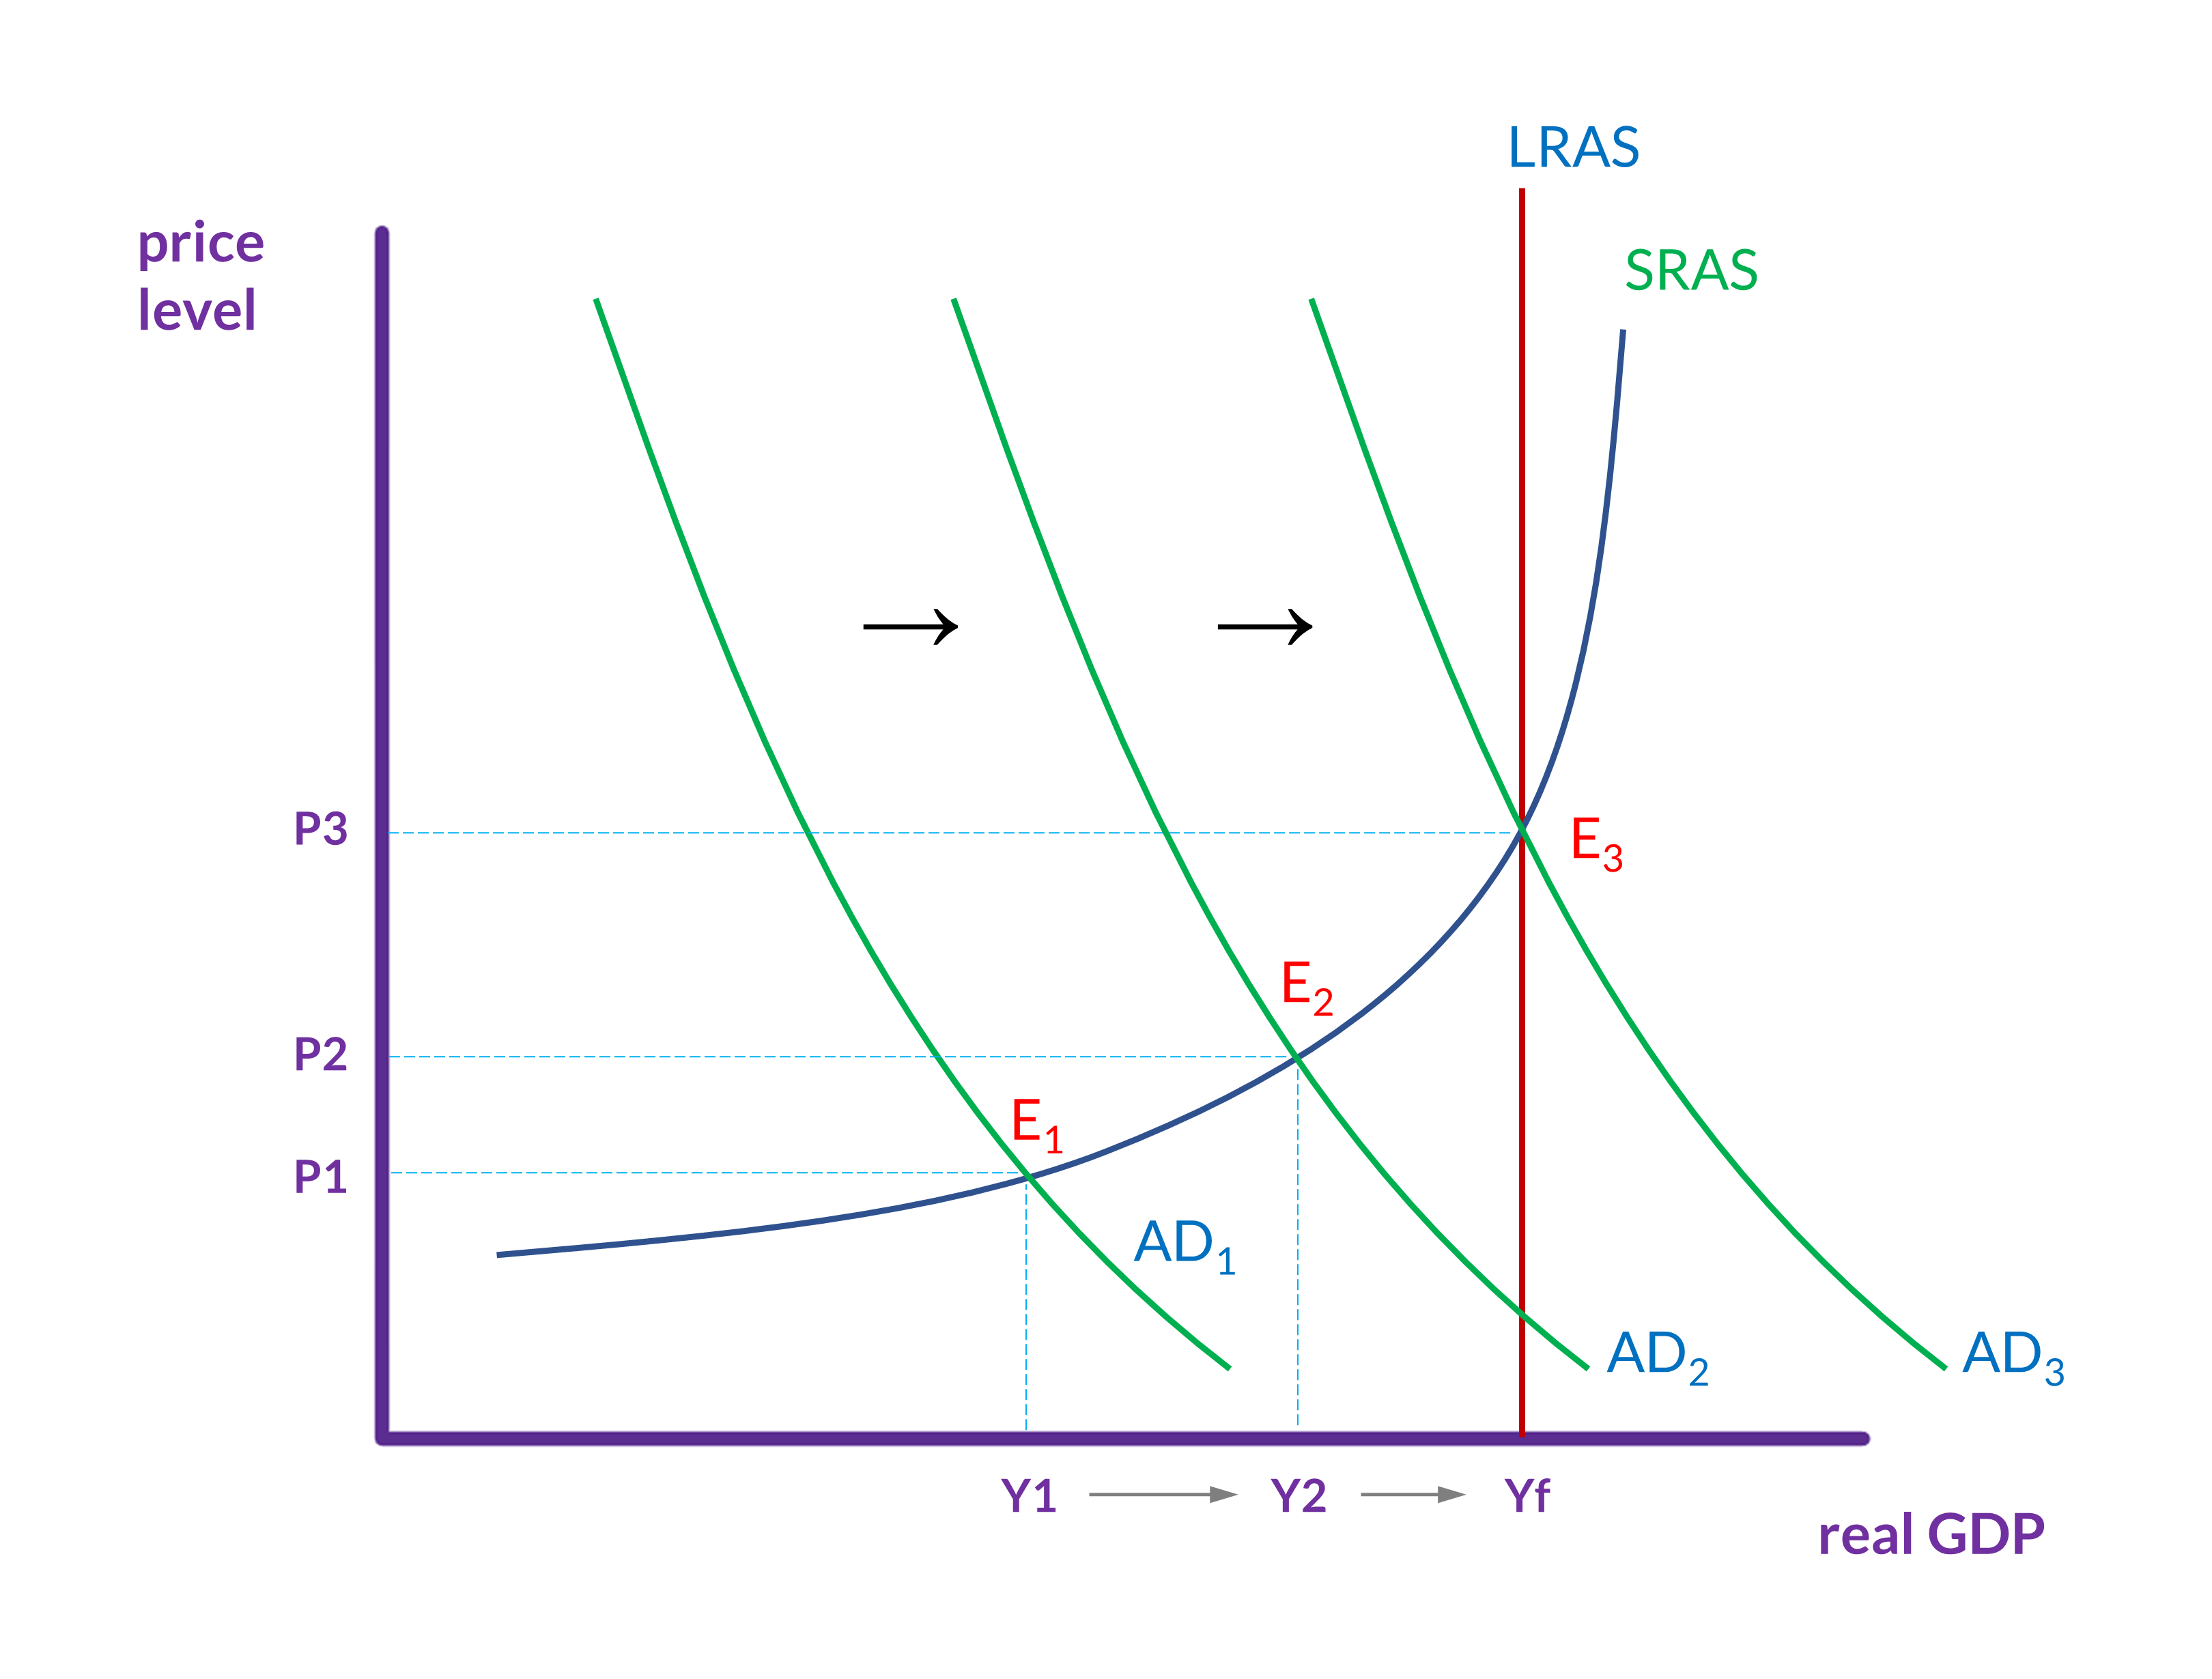 LRAS
price
level
SRAS
P3
E3
E2
P2
E1
P1
AD1
AD2
AD3
Y1
Y2
Yf
real GDP